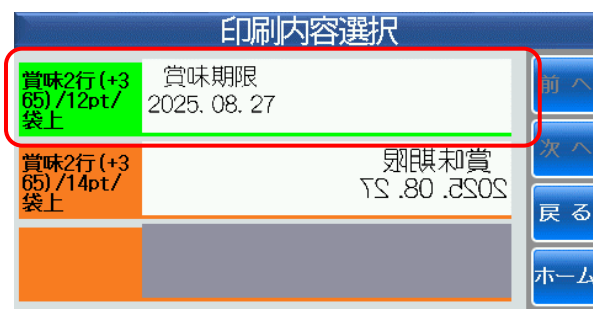 印刷内容選択
賞味2行(+3
65)/12pt/
袋上
賞味期限
2025. 08. 27
前 へ
賞味2行(+3
65)/14pt/
袋上
賞味期限
2025. 08. 27
次 へ
戻 る
ホーム